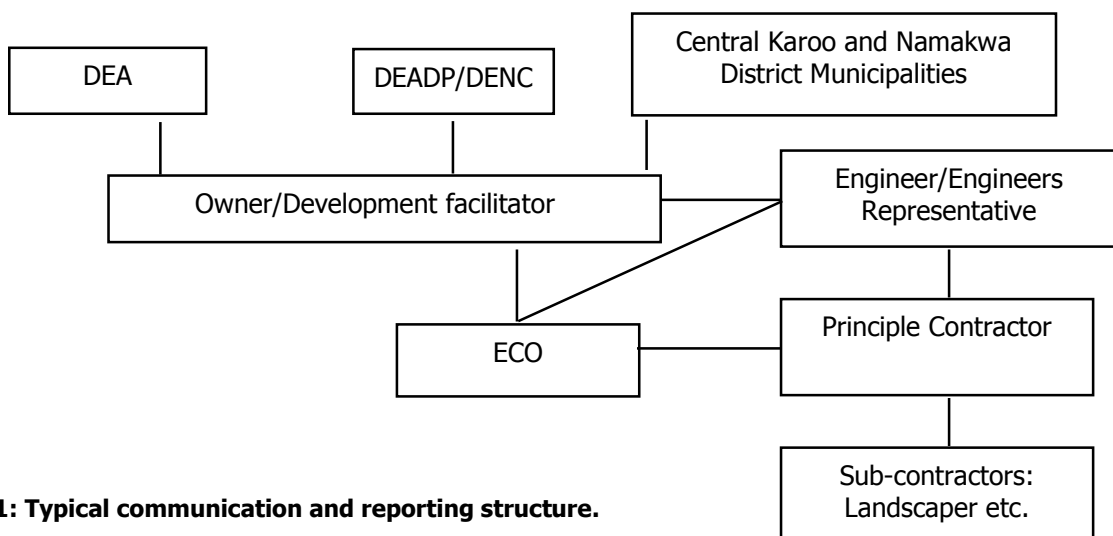 DEA
DEADP/DENC
Central Karoo and Namakwa
District Municipalities
Owner/Development facilitator
Engineer/Engineers
Representative
ECO
Principle Contractor
Sub-contractors:
Landscaper etc.
1: Typical communication and reporting structure.